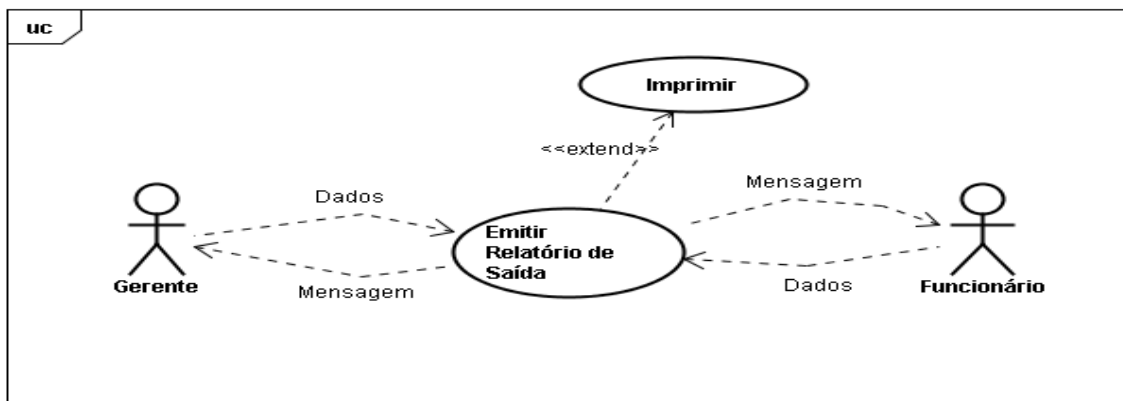 uc
Imprimir
<<extend>>
Dados
Mensagem
Emitir
Relatório de
Saída
Gerente
Mensagem
Dados
Funcionário